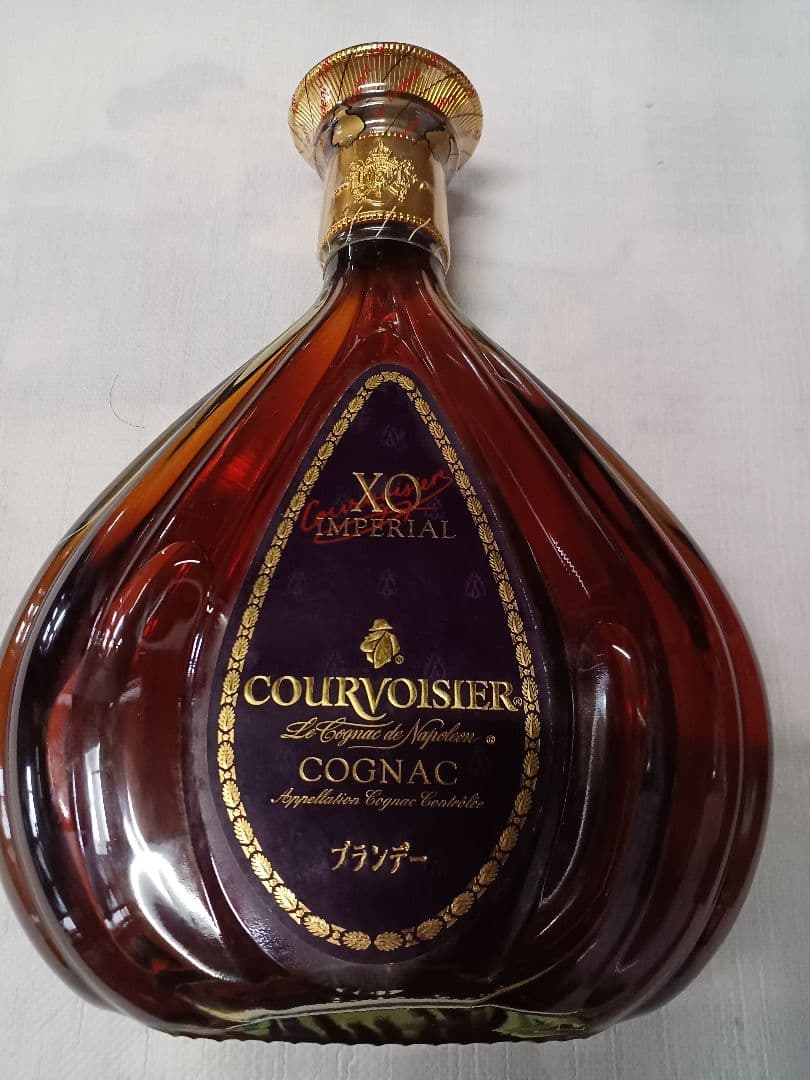 XO
Courvoisier
IMPERIAL
COURVOISIER®
Le Cognac de Napoleon ®
COGNAC
Appellation Cognac Contrôlée
ブランデー